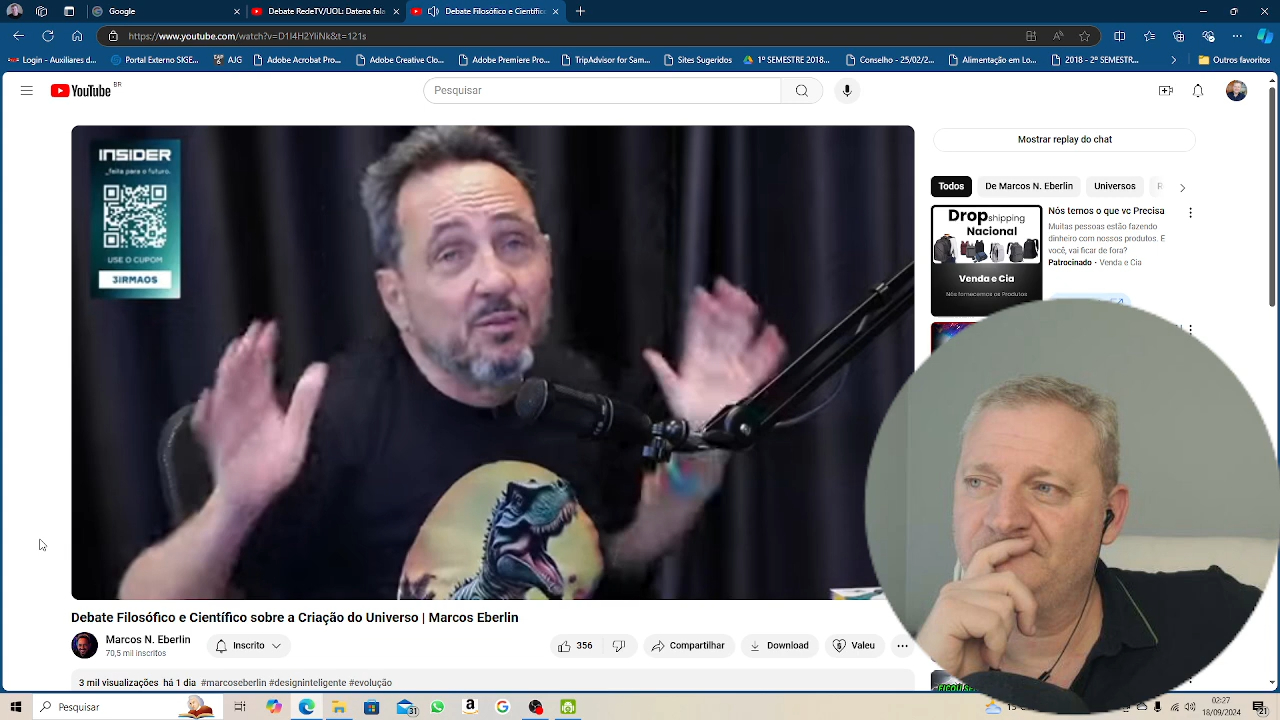 Google
Debate RedeTV/UOL: Datena fala
Debate Filosófico e Científico
https://www.youtube.com/watch?v=D1I4H2YIiNk&t=121s
Login - Auxiliares d...
Portal Externo SIGE...
AJG
Adobe Acrobat Pro...
Adobe Creative Clo...
Adobe Premiere Pro...
TripAdvisor for Sam...
Sites Sugeridos
1º SEMESTRE 2018...
Conselho - 25/02/2...
Alimentação em Lo...
2018 - 2º SEMESTR...
Outros favoritos
YouTube BR
Pesquisar
INSIDER
_feita para o futuro.
USE O CUPOM
3IRMAOS
Mostrar replay do chat
Todos
De Marcos N. Eberlin
Universos
Drop shipping
Nacional
Venda e Cia
Nós fornecemos os Produtos
Nós temos o que vc Precisa
Muitas pessoas estão fazendo
dinheiro com nossos produtos. E
você, vai ficar de fora?
Patrocinado · Venda e Cia
Debate Filosófico e Científico sobre a Criação do Universo | Marcos Eberlin
Marcos N. Eberlin
70,5 mil inscritos
Inscrito
356
Compartilhar
Download
Valeu
3 mil visualizações há 1 dia #marcoseberlin #designinteligente #evolução
Pesquisar
02:27
18/09/2024